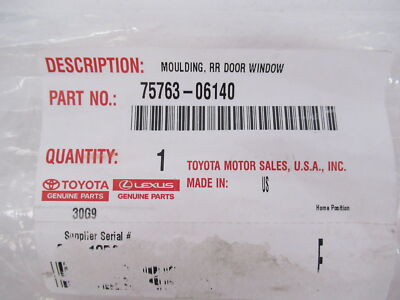 DESCRIPTION: MOULDING, RR DOOR WINDOW
PART NO.: 75763-06140
QUANTITY: 1 TOYOTA MOTOR SALES, U.S.A., INC.
TOYOTA LEXUS MADE IN: US
GENUINE PARTS GENUINE PARTS
30G9 Home Position
Supplier Serial #